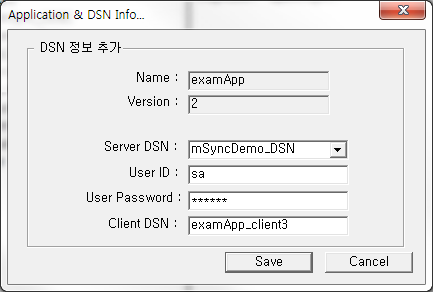 Application & DSN Info...
DSN 정보 추가
Name : examApp
Version : 2
Server DSN : mSyncDemo_DSN
User ID : sa
User Password : ******
Client DSN : examApp_client3
Save Cancel